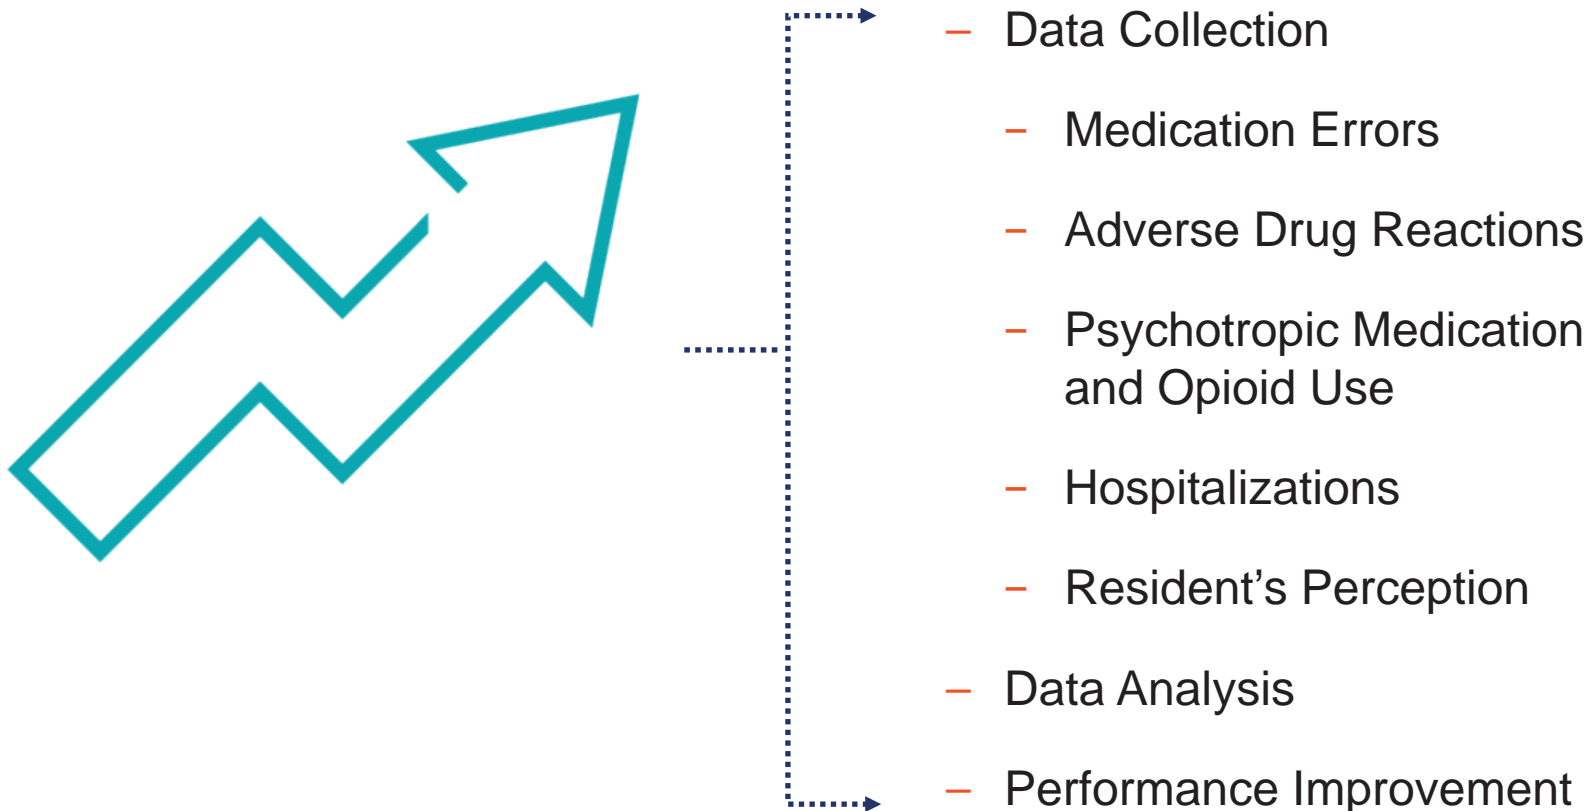 – Data Collection
– Medication Errors
– Adverse Drug Reactions
– Psychotropic Medication
and Opioid Use
– Hospitalizations
– Resident’s Perception
– Data Analysis
– Performance Improvement